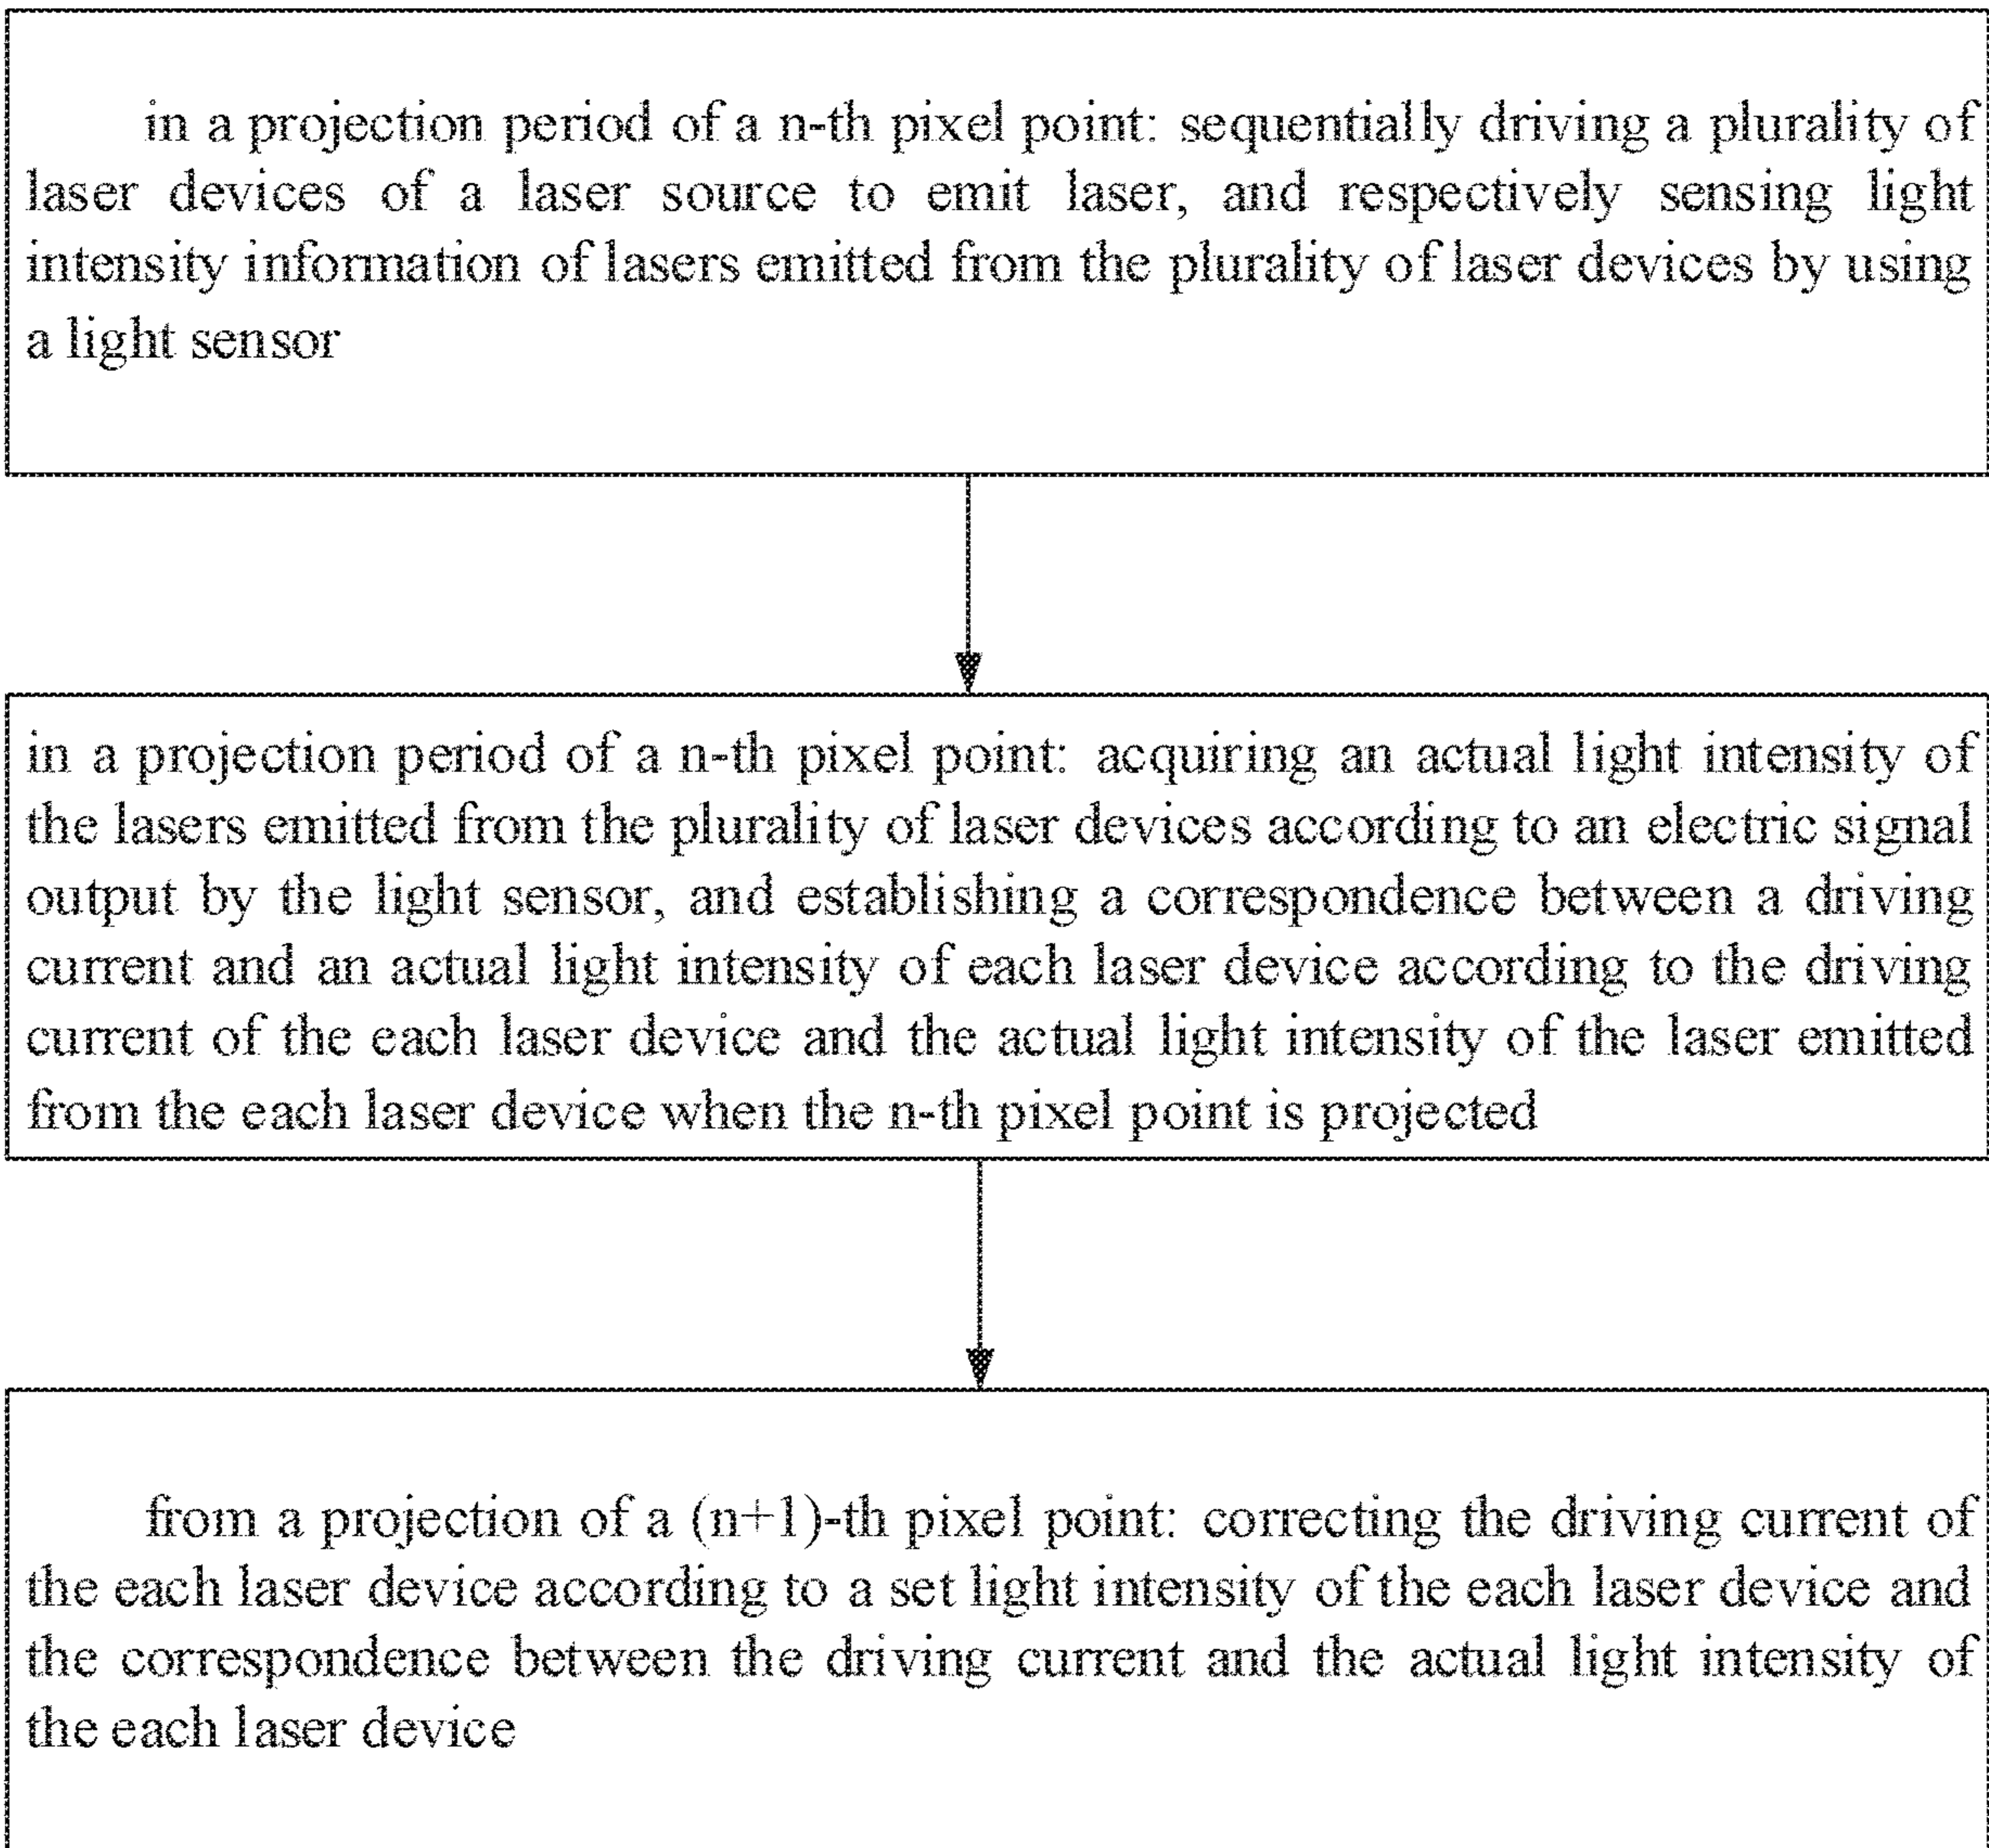 in a projection period of a n-th pixel point: sequentially driving a plurality of
laser devices of a laser source to emit laser, and respectively sensing light
intensity information of lasers emitted from the plurality of laser devices by using
a light sensor
in a projection period of a n-th pixel point: acquiring an actual light intensity of
the lasers emitted from the plurality of laser devices according to an electric signal
output by the light sensor, and establishing a correspondence between a driving
current and an actual light intensity of each laser device according to the driving
current of the each laser device and the actual light intensity of the laser emitted
from the each laser device when the n-th pixel point is projected
from a projection of a (n+1)-th pixel point: correcting the driving current of
the each laser device according to a set light intensity of the each laser device and
the correspondence between the driving current and the actual light intensity of
the each laser device